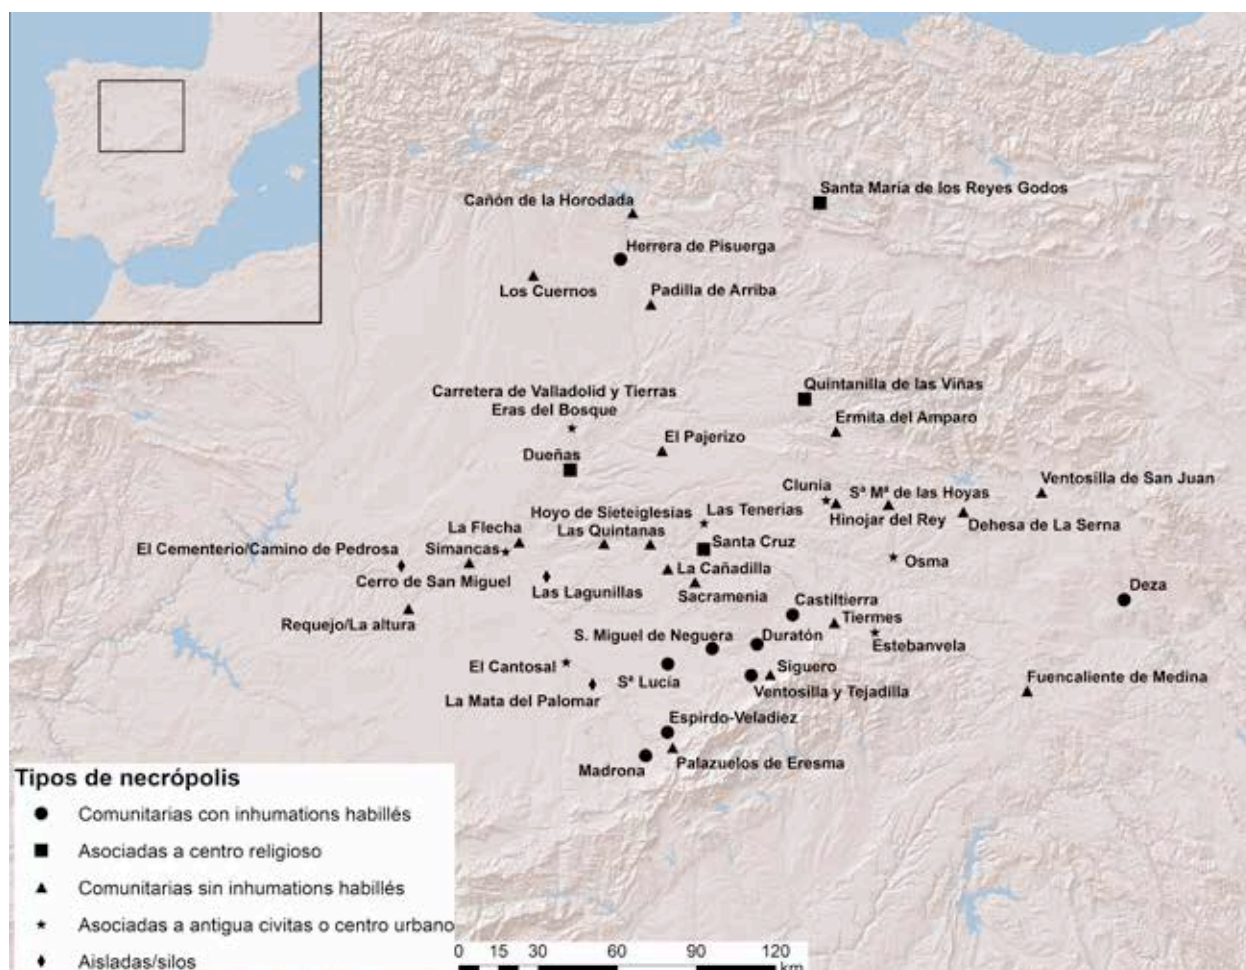 Santa María de los Reyes Godos
Cañón de la Horodada
Herrera de Pisuerga
Los Cuernos
Padilla de Arriba
Quintanilla de las Viñas
Carretera de Valladolid y Tierras
Eras del Bosque
Ermita del Amparo
El Pajerizo
Dueñas
Ventosilla de San Juan
Clunia
Sª Mª de las Hoyas
Hoyo de Sieteiglesias
Las Tenerias
Hinojar del Rey
Dehesa de La Serna
La Flecha
Las Quintanas
El Cementerio/Camino de Pedrosa
Simancas
Santa Cruz
Osma
Cerro de San Miguel
La Cañadilla
Las Lagunillas
Sacramenia
Deza
Castiltierra
Requejo/La altura
Tiermes
S. Miguel de Neguera
Duratón
Estebanvela
El Cantosal
Siguero
Sª Lucía
Fuencaliente de Medina
La Mata del Palomar
Ventosilla y Tejadilla
Espirdo-Veladiez
Madrona
Palazuelos de Eresma
Tipos de necrópolis
Comunitarias con inhumations habillés
Asociadas a centro religioso
Comunitarias sin inhumations habillés
Asociadas a antigua civitas o centro urbano
Aisladas/silos
0 15 30 60 90 120
km